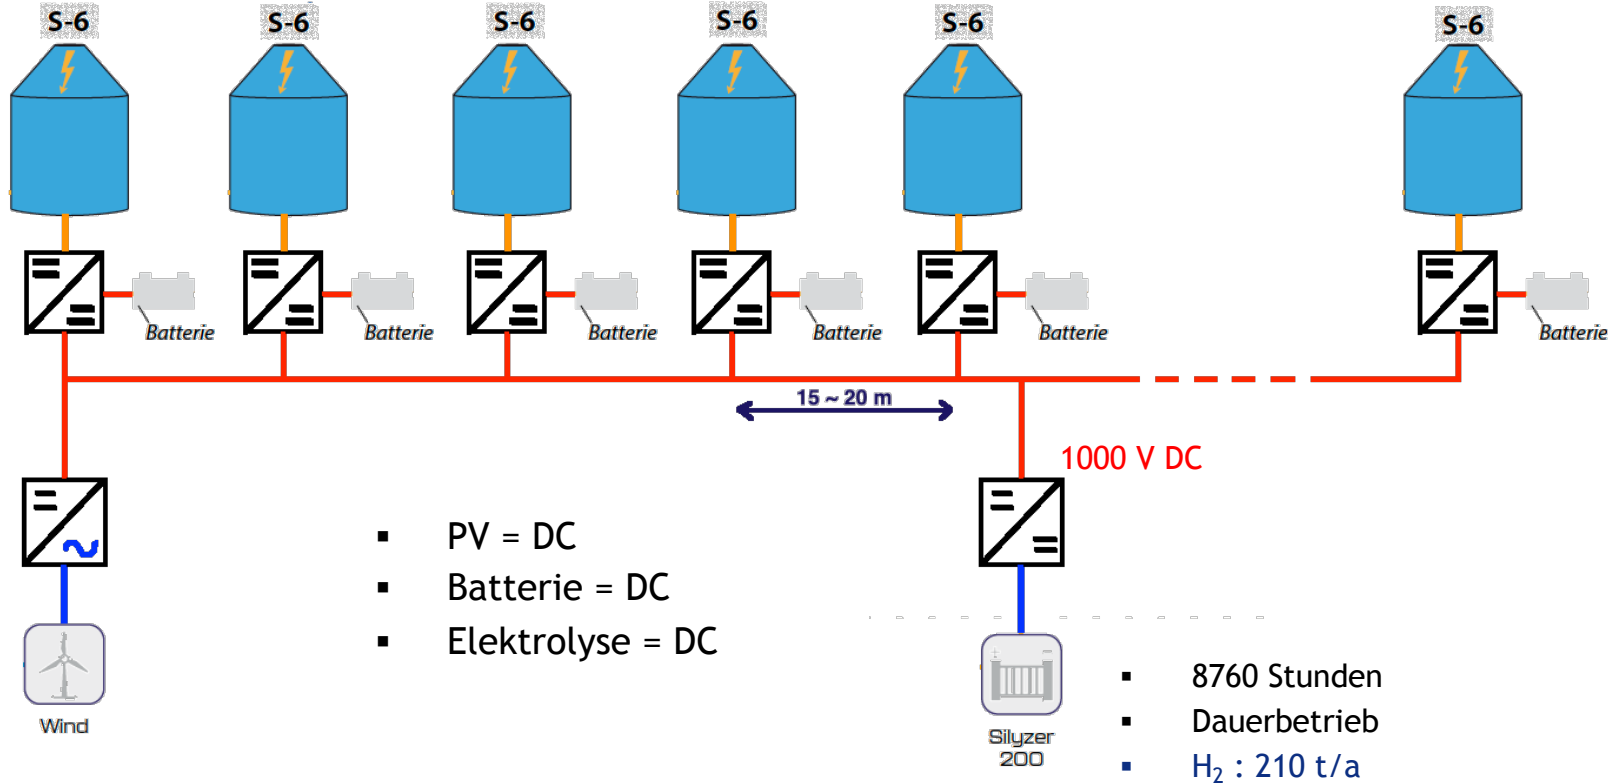 S-6 S-6 S-6 S-6 S-6 S-6
Batterie Batterie Batterie Batterie Batterie Batterie
15 ~ 20 m
1000 V DC
▪ PV = DC
▪ Batterie = DC
▪ Elektrolyse = DC
Wind
Silyzer
200
▪ 8760 Stunden
▪ Dauerbetrieb
▪ H₂ : 210 t/a